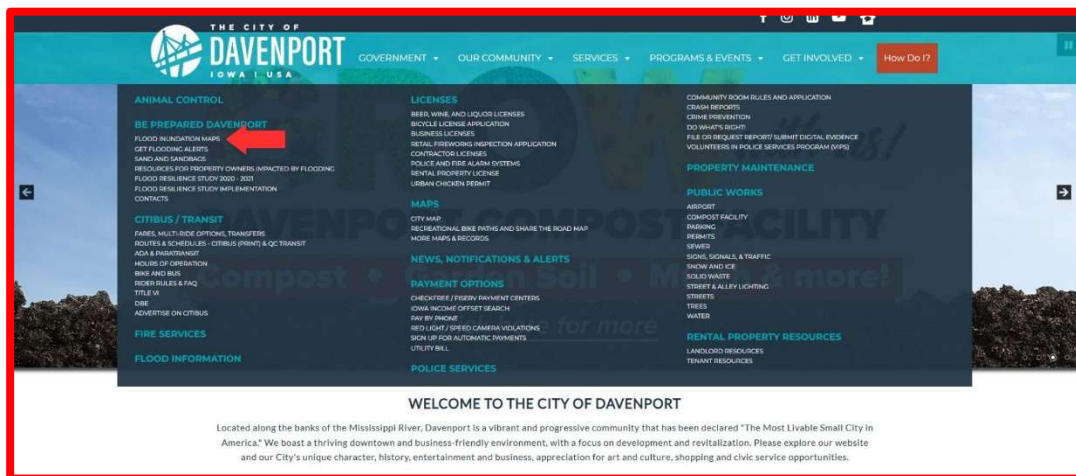 THE CITY OF
DAVENPORT
IOWA | USA
GOVERNMENT
OUR COMMUNITY
SERVICES
PROGRAMS & EVENTS
GET INVOLVED
How Do I?
ANIMAL CONTROL
BE PREPARED DAVENPORT
FLOOD INUNDATION MAPS
GET FLOODING ALERTS
SAND AND SANDBAGS
RESOURCES FOR PROPERTY OWNERS IMPACTED BY FLOODING
FLOOD RESILIENCE STUDY 2020 - 2021
FLOOD RESILIENCE STUDY IMPLEMENTATION
CONTACTS
CITIBUS / TRANSIT
FARES, MULTI-RIDE OPTIONS, TRANSFERS
ROUTES & SCHEDULES - CITIBUS (PRINT) & QC TRANSIT
ADA & PARATRANSIT
HOURS OF OPERATION
BIKE AND BUS
RIDER RULES & FAQ
TITLE VI
DBE
ADVERTISE ON CITIBUS
FIRE SERVICES
FLOOD INFORMATION
LICENSES
BEER, WINE, AND LIQUOR LICENSES
BICYCLE LICENSE APPLICATION
BUSINESS LICENSES
RETAIL FIREWORKS INSPECTION APPLICATION
CONTRACTOR LICENSES
POLICE AND FIRE ALARM SYSTEMS
RENTAL PROPERTY LICENSE
URBAN CHICKEN PERMIT
MAPS
CITY MAP
RECREATIONAL BIKE PATHS AND SHARE THE ROAD MAP
MORE MAPS & RECORDS
NEWS, NOTIFICATIONS & ALERTS
PAYMENT OPTIONS
CHECKFREE / FISERV PAYMENT CENTERS
IOWA INCOME OFFSET SEARCH
PAY BY PHONE
RED LIGHT / SPEED CAMERA VIOLATIONS
SIGN UP FOR AUTOMATIC PAYMENTS
UTILITY BILL
POLICE SERVICES
COMMUNITY ROOM RULES AND APPLICATION
CRASH REPORTS
CRIME PREVENTION
DO WHAT'S RIGHT!
FILE OR REQUEST REPORT/ SUBMIT DIGITAL EVIDENCE
VOLUNTEERS IN POLICE SERVICES PROGRAM (VIPS)
PROPERTY MAINTENANCE
PUBLIC WORKS
AIRPORT
COMPOST FACILITY
PARKING
PERMITS
SEWER
SIGNS, SIGNALS, & TRAFFIC
SNOW AND ICE
SOLID WASTE
STREET & ALLEY LIGHTING
STREETS
TREES
WATER
RENTAL PROPERTY RESOURCES
LANDLORD RESOURCES
TENANT RESOURCES
GROW
with us!
DAVENPORT COMPOST FACILITY
Compost • Garden Soil • & more!
for more
WELCOME TO THE CITY OF DAVENPORT
Located along the banks of the Mississippi River, Davenport is a vibrant and progressive community that has been declared "The Most Livable Small City in
America." We boast a thriving downtown and business-friendly environment, with a focus on development and revitalization. Please explore our website
and our City's unique character, history, entertainment and business, appreciation for art and culture, shopping and civic service opportunities.